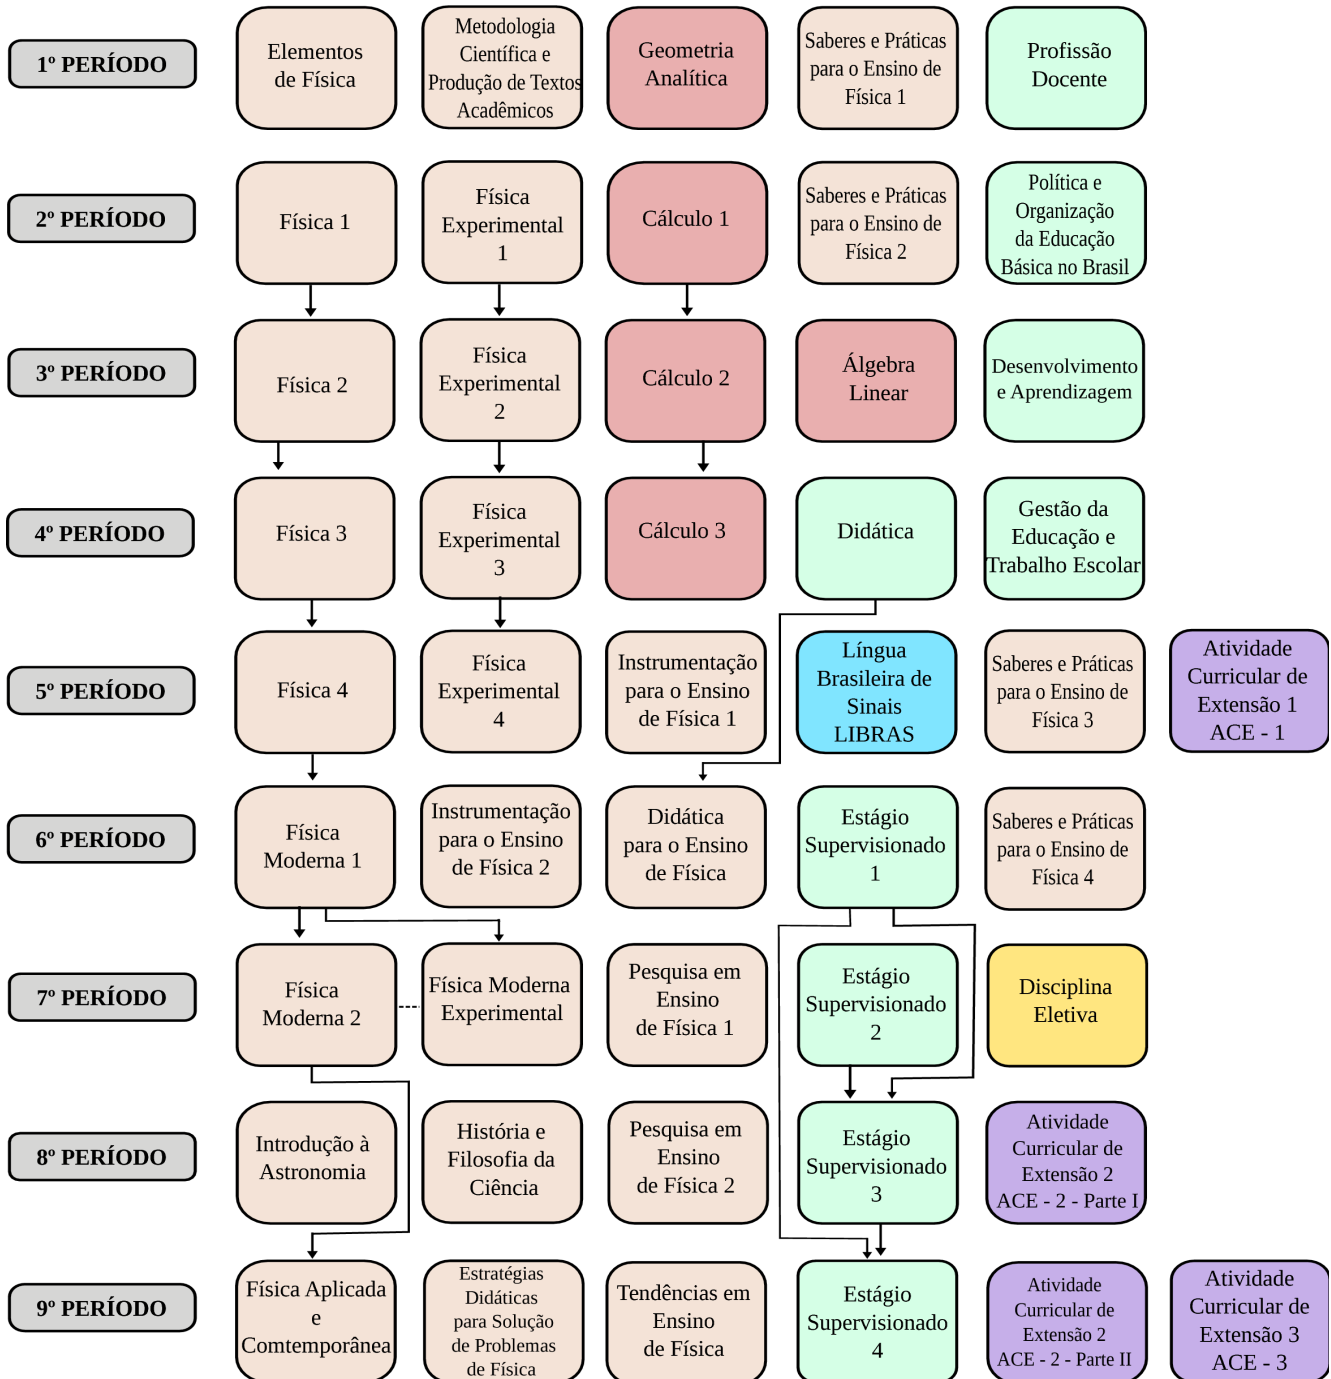 1º PERÍODO
Elementos
de Física
Metodologia
Científica e
Produção de Textos
Acadêmicos
Geometria
Analítica
Saberes e Práticas
para o Ensino de
Física 1
Profissão
Docente
2º PERÍODO
Física 1
Física
Experimental
1
Cálculo 1
Saberes e Práticas
para o Ensino de
Física 2
Política e
Organização
da Educação
Básica no Brasil
3º PERÍODO
Física 2
Física
Experimental
2
Cálculo 2
Álgebra
Linear
Desenvolvimento
e Aprendizagem
4º PERÍODO
Física 3
Física
Experimental
3
Cálculo 3
Didática
Gestão da
Educação e
Trabalho Escolar
5º PERÍODO
Física 4
Física
Experimental
4
Instrumentação
para o Ensino
de Física 1
Língua
Brasileira de
Sinais
LIBRAS
Saberes e Práticas
para o Ensino de
Física 3
Atividade
Curricular de
Extensão 1
ACE - 1
6º PERÍODO
Física
Moderna 1
Instrumentação
para o Ensino
de Física 2
Didática
para o Ensino
de Física
Estágio
Supervisionado
1
Saberes e Práticas
para o Ensino de
Física 4
7º PERÍODO
Física
Moderna 2
Física Moderna
Experimental
Pesquisa em
Ensino
de Física 1
Estágio
Supervisionado
2
Disciplina
Eletiva
8º PERÍODO
Introdução à
Astronomia
História e
Filosofia da
Ciência
Pesquisa em
Ensino
de Física 2
Estágio
Supervisionado
3
Atividade
Curricular de
Extensão 2
ACE - 2 - Parte I
9º PERÍODO
Física Aplicada
e
Comtemporânea
Estratégias
Didáticas
para Solução
de Problemas
de Física
Tendências em
Ensino
de Física
Estágio
Supervisionado
4
Atividade
Curricular de
Extensão 2
ACE - 2 - Parte II
Atividade
Curricular de
Extensão 3
ACE - 3